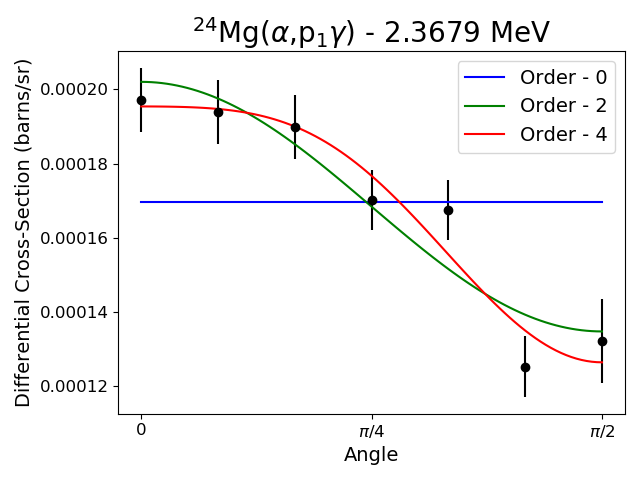 ²⁴Mg(α,p₁γ) - 2.3679 MeV
Differential Cross-Section (barns/sr)
0.00020
0.00018
0.00016
0.00014
0.00012
Order - 0
Order - 2
Order - 4
0
π/4
π/2
Angle